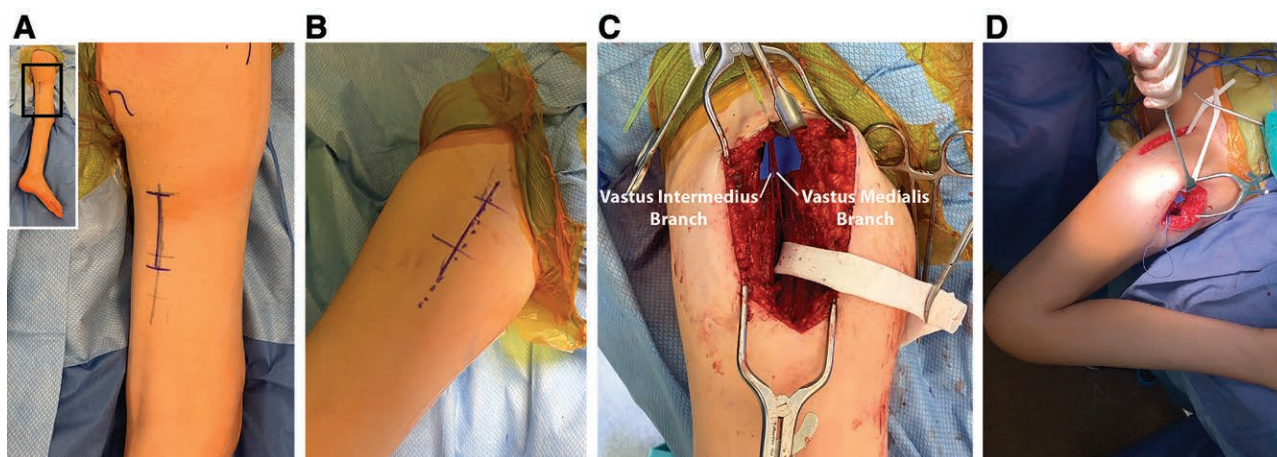 A
B
C
D
Vastus Intermedius
Branch
Vastus Medialis
Branch